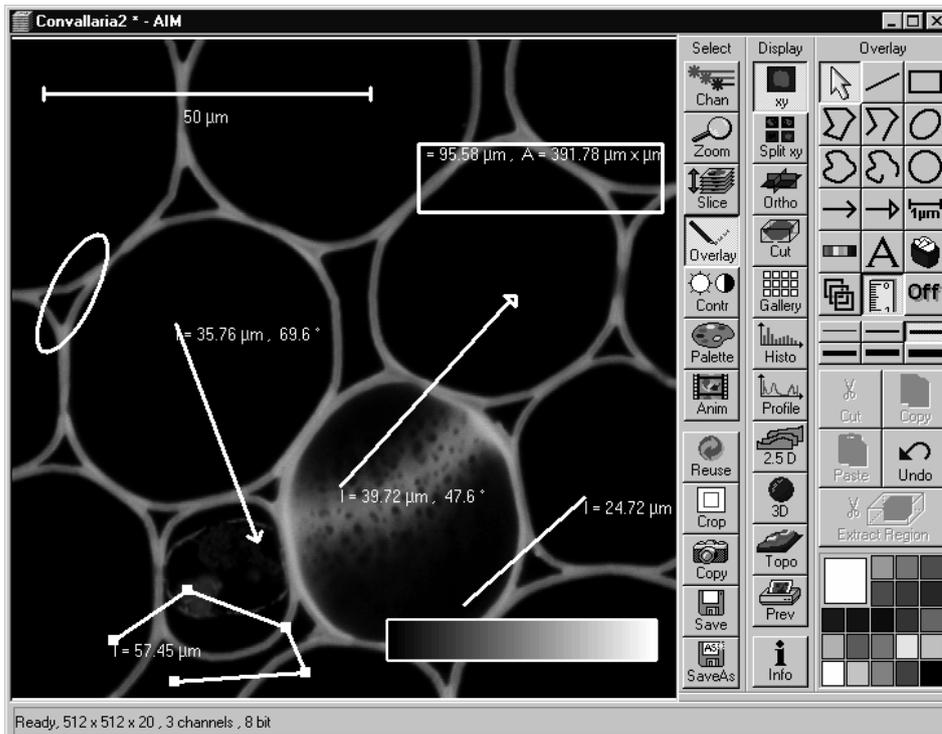 Convallaria2 * - AIM
Select
Display
Overlay
Chan
xy
Zoom
Split xy
Slice
Ortho
1µm
Overlay
Cut
A
Contr
Gallery
Off
Palette
Histo
Anim
Profile
Cut
Copy
Reuse
2.5 D
Paste
Undo
Crop
3D
Extract Region
Copy
Topo
Save
Prev
ASB
SaveAs
Info
50 µm
= 95.58 µm , A = 391.78 µm x µm
l = 35.76 µm , 69.6 °
l = 39.72 µm , 47.6 °
l = 24.72 µm
l = 57.45 µm
Ready, 512 x 512 x 20 , 3 channels , 8 bit